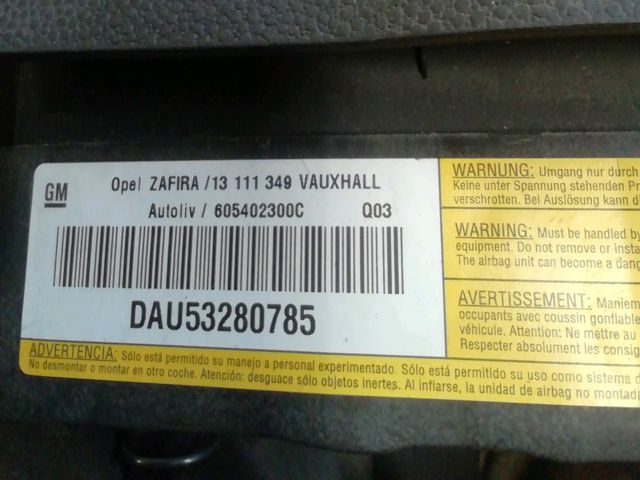 GM
Opel ZAFIRA / 13 111 349 VAUXHALL
Autoliv / 605402300C Q03
DAU53280785
WARNUNG: Umgang nur durch
Keine unter Spannung stehenden
verschrotten. Bei Auslösung kann di
WARNING: Must be handled by
equipment. Do not remove or insta
The airbag unit can become a dang
AVERTISSEMENT: Manieme
occupants avec coussin gonflable
véhicule. Attention: Ne mettre au
Respecter absolument les consig
ADVERTENCIA: Sólo está permitido su manejo a personal experimentado. Sólo está permitido su uso como sistema d
No desmontar o montar en otro coche. Atención: desguace sólo objetos inertes. Al inflarse, la unidad de airbag no manten